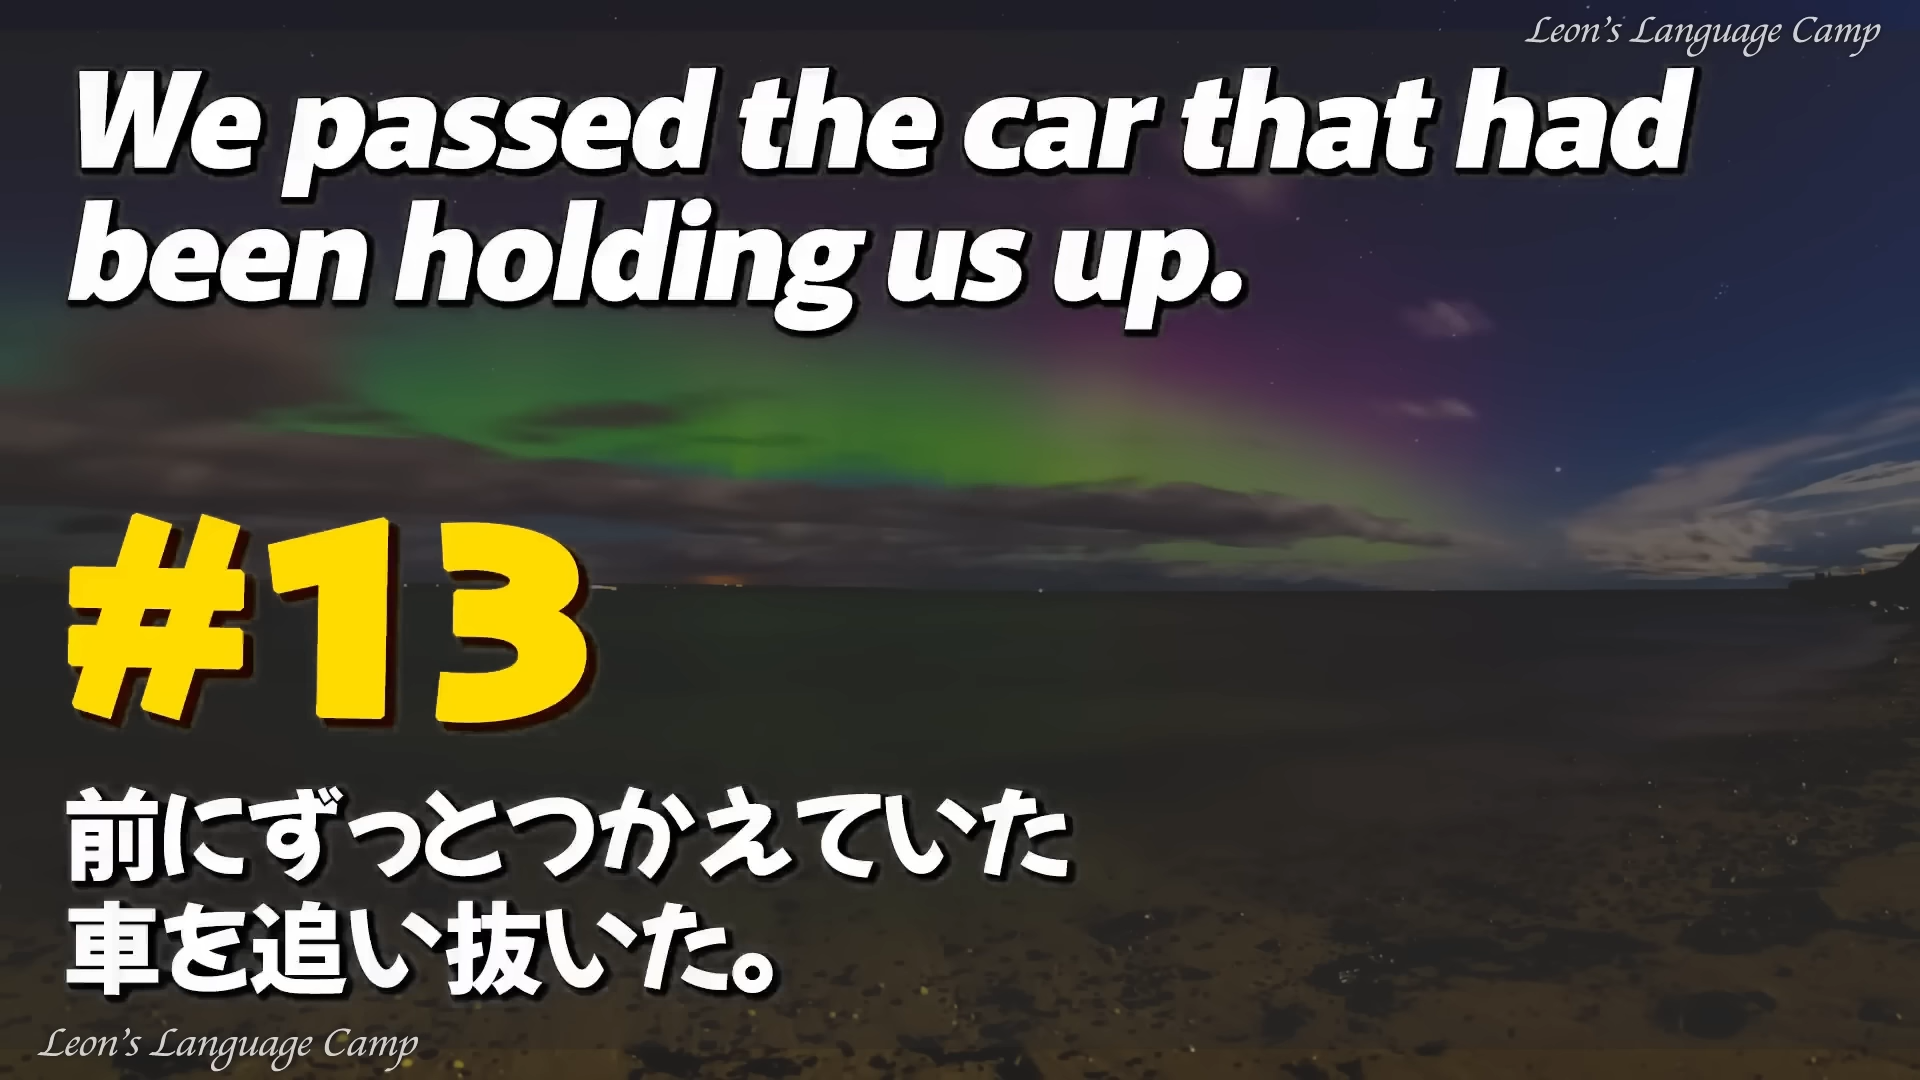 Leon's Language Camp
We passed the car that had
been holding us up.
#13
前にずっとつかえていた
車を追い抜いた。
Leon's Language Camp